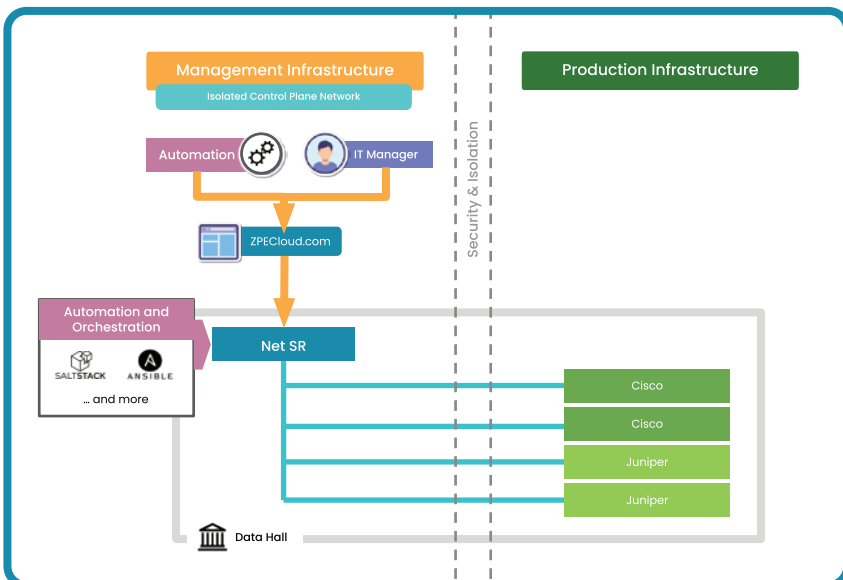 Management Infrastructure
Isolated Control Plane Network
Production Infrastructure
Automation
IT Manager
Security & Isolation
ZPECloud.com
Automation and
Orchestration
SALTSTACK
ANSIBLE
... and more
Net SR
Cisco
Cisco
Juniper
Juniper
Data Hall